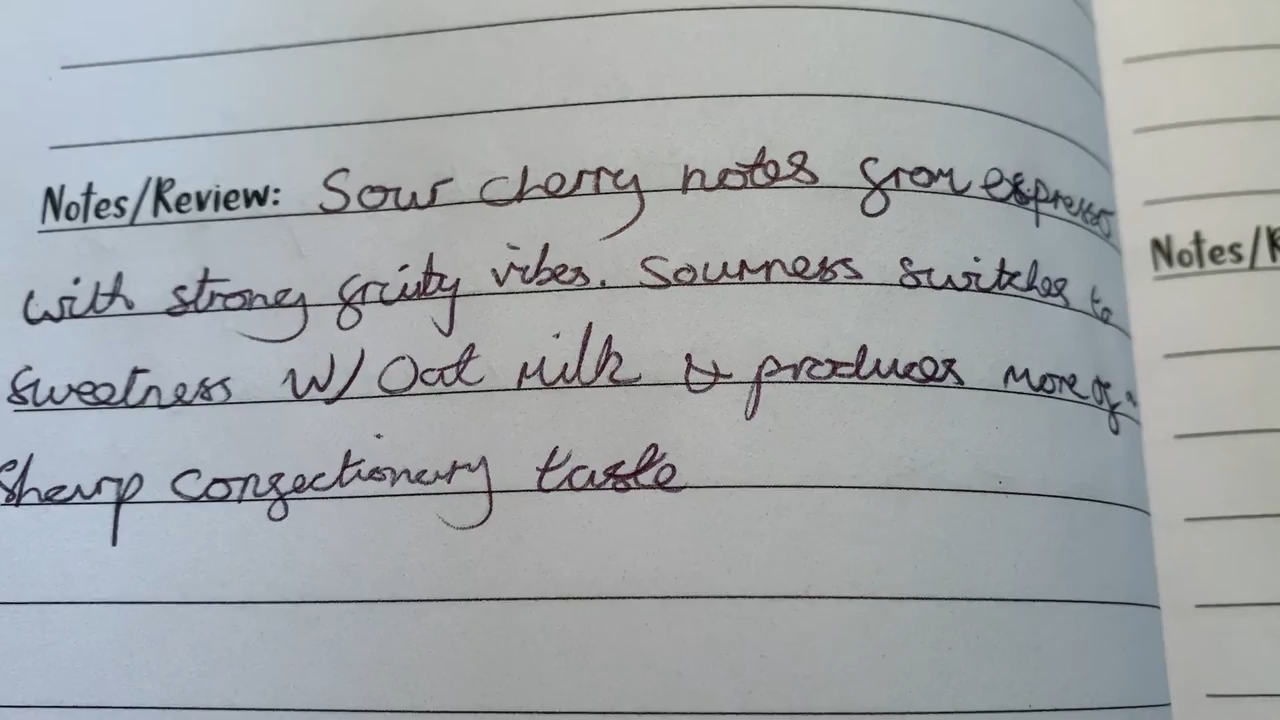 Notes/Review: Sour cherry notes from espresso
with strong fruity vibes. Sourness switches to
sweetness w/ Oat milk & produces more of a
sharp confectionary taste
Notes/R